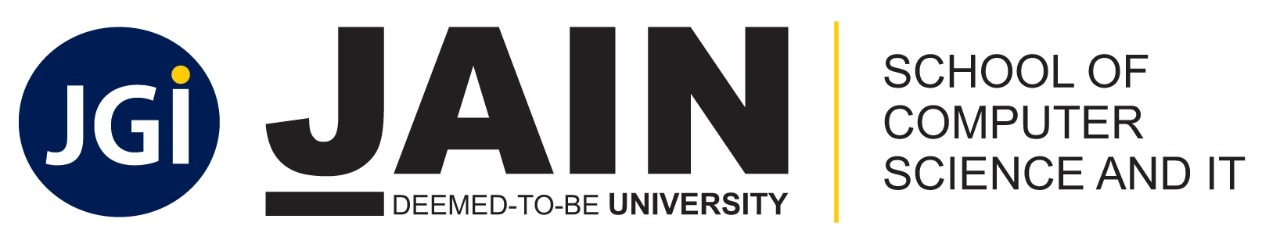 JGi
JAIN
DEEMED-TO-BE UNIVERSITY
SCHOOL OF
COMPUTER
SCIENCE AND IT